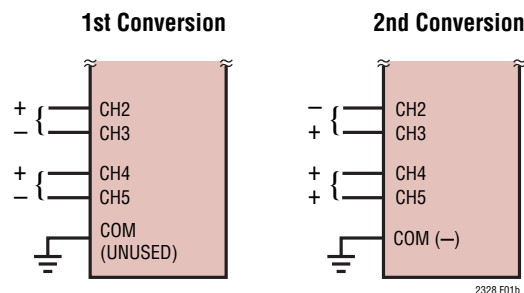 1st Conversion
+
CH2
–
CH3
+
CH4
–
CH5
COM
(UNUSED)
2nd Conversion
–
CH2
+
CH3
+
CH4
+
CH5
COM (–)
2328 F01b